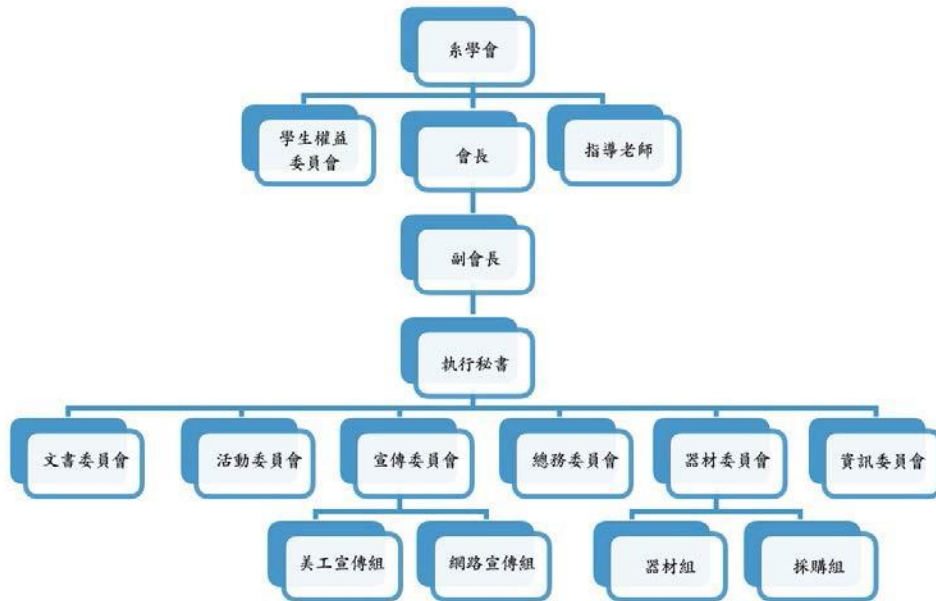 系學會
學生權益
委員會
會長
指導老師
副會長
執行秘書
文書委員會
活動委員會
宣傳委員會
總務委員會
器材委員會
資訊委員會
美工宣傳組
網路宣傳組
器材組
採購組